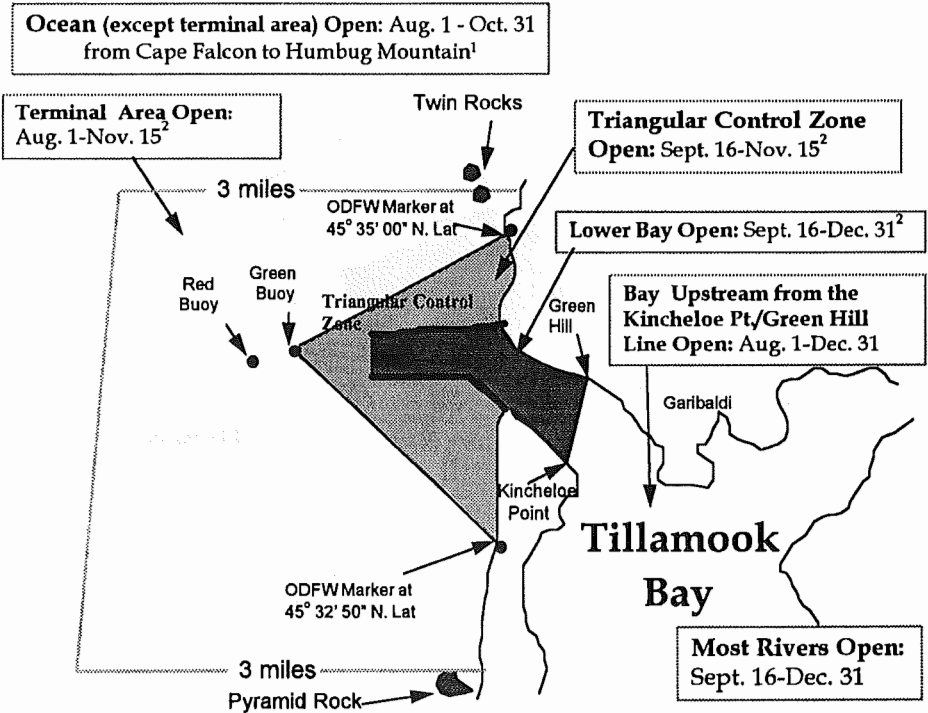 Ocean (except terminal area) Open: Aug. 1 - Oct. 31
from Cape Falcon to Humbug Mountain¹
Terminal Area Open:
Aug. 1-Nov. 15²
Twin Rocks
Triangular Control Zone
Open: Sept. 16-Nov. 15²
3 miles
ODFW Marker at
45° 35' 00" N. Lat
Lower Bay Open: Sept. 16-Dec. 31²
Red
Buoy
Green
Buoy
Triangular Control
Zone
Green
Hill
Bay Upstream from the
Kincheloe Pt./Green Hill
Line Open: Aug. 1-Dec. 31
Garibaldi
Kincheloe
Point
Tillamook
Bay
ODFW Marker at
45° 32' 50" N. Lat
Most Rivers Open:
Sept. 16-Dec. 31
3 miles
Pyramid Rock